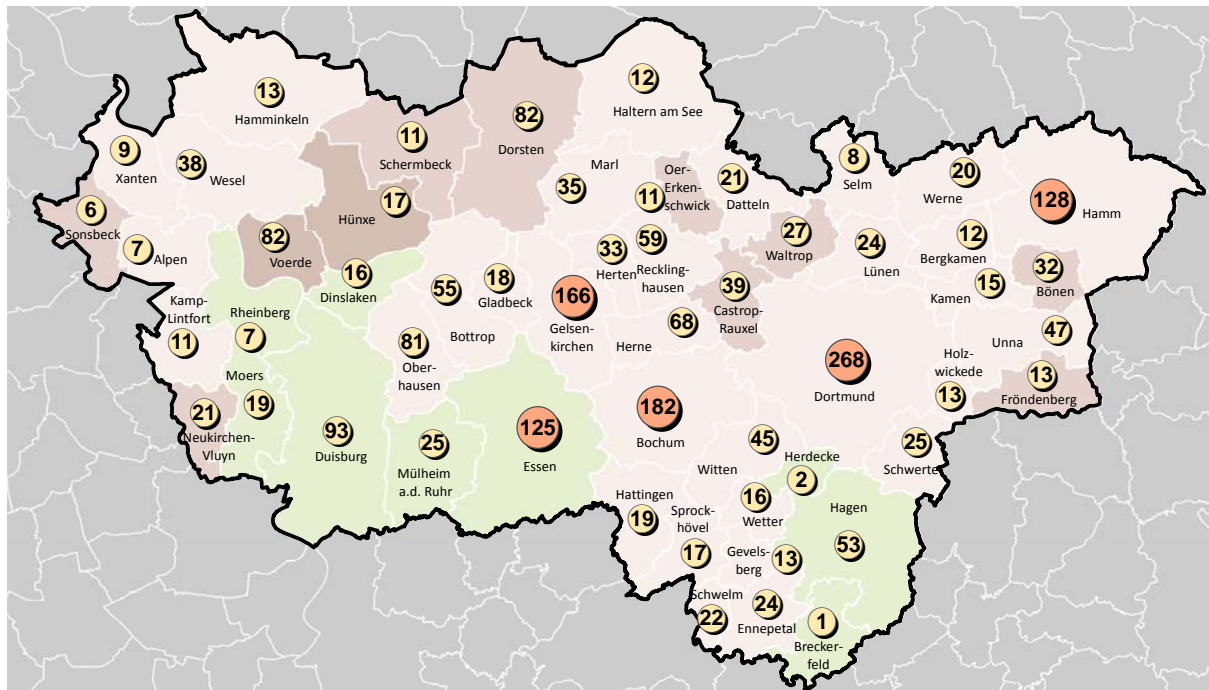 13
Hamminkeln
12
Haltern am See
82
Dorsten
11
Schermbeck
9
Xanten
38
Wesel
Marl
35
Oer-
Erken-
schwick
11
21
Datteln
8
Selm
20
Werne
128
Hamm
6
Sonsbeck
17
Hünxe
82
Voerde
7
Alpen
16
Dinslaken
55
Bottrop
18
Gladbeck
33
Herten
59
Reckling-
hausen
27
Waltrop
24
Lünen
12
Bergkamen
15
Kamen
32
Bönen
166
Gelsen-
kirchen
39
Castrop-
Rauxel
68
Herne
Kamp-
Lintfort
11
Rheinberg
7
81
Ober-
hausen
47
Unna
268
Dortmund
Holz-
wickede
13
13
Fröndenberg
Moers
19
21
Neukirchen-
Vluyn
93
Duisburg
25
Mülheim
a.d. Ruhr
125
Essen
182
Bochum
45
Witten
Herdecke
2
25
Schwerte
Hattingen
19
Sprock-
hövel
17
16
Wetter
Hagen
53
Gevels-
berg
13
Schwelm
22
24
Ennepetal
1
Brecker-
feld